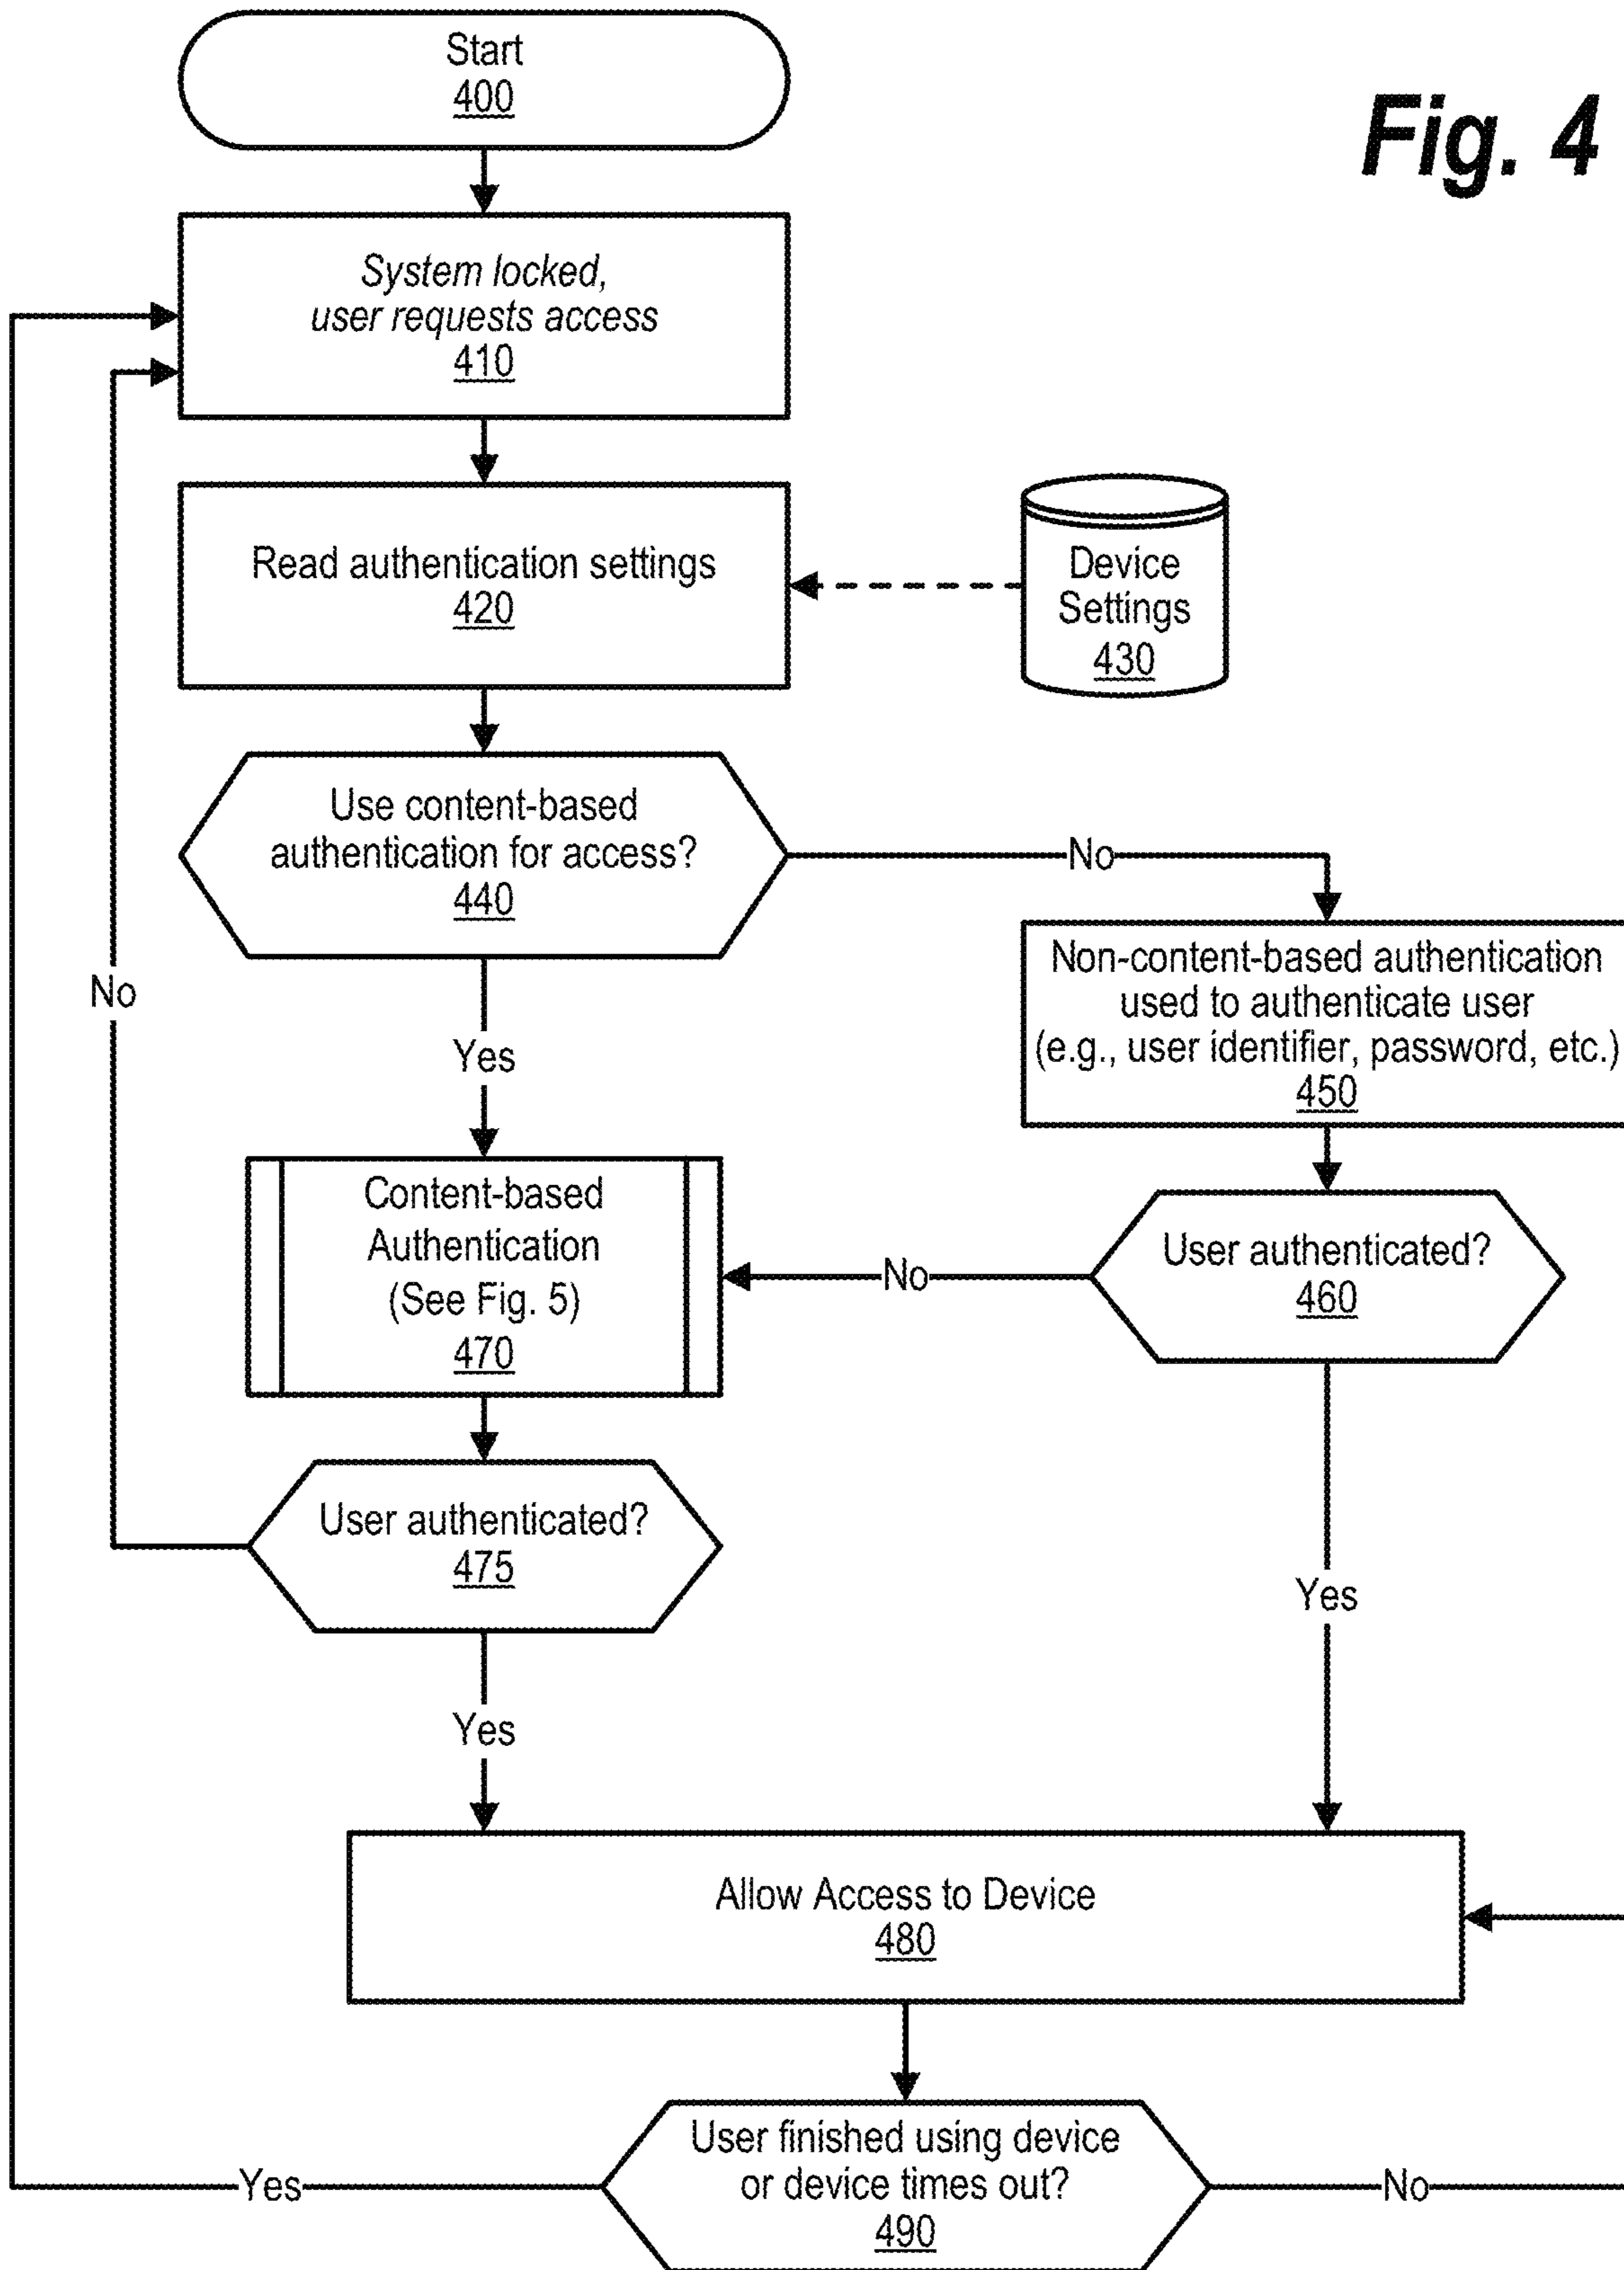 Fig. 4
Start
400
System locked,
user requests access
410
Read authentication settings
420
Device
Settings
430
Use content-based
authentication for access?
440
No
Non-content-based authentication
used to authenticate user
(e.g., user identifier, password, etc.)
450
No
Yes
Content-based
Authentication
(See Fig. 5)
470
No
User authenticated?
460
User authenticated?
475
Yes
Yes
Allow Access to Device
480
User finished using device
or device times out?
490
Yes
No